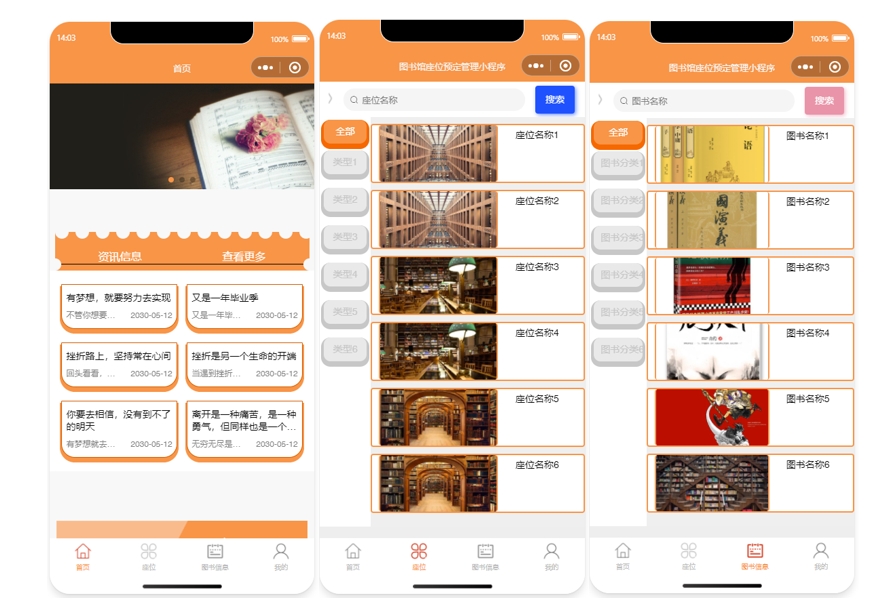 14:03
100%
首页
资讯信息 查看更多
有梦想，就要努力去实现
不管你想要... 2030-05-12
又是一年毕业季
又是一年毕... 2030-05-12
挫折路上，坚持常在心间
回头看看，... 2030-05-12
挫折是另一个生命的开端
当遇到挫折... 2030-05-12
你要去相信，没有到不了的明天
有梦想就去... 2030-05-12
离开是一种痛苦，是一种勇气，但同样也是一个...
无穷无尽是... 2030-05-12
首页 座位 图书信息 我的
14:03
100%
图书馆座位预定管理小程序
座位名称
搜索
全部
类型1
类型2
类型3
类型4
类型5
类型6
座位名称1
座位名称2
座位名称3
座位名称4
座位名称5
座位名称6
首页 座位 图书信息 我的
14:03
100%
图书馆座位预定管理小程序
图书名称
搜索
全部
图书分类1
图书分类2
图书分类3
图书分类4
图书分类5
图书分类6
论语
图书名称1
國演義
图书名称2
图书名称3
图书名称4
图书名称5
图书名称6
首页 座位 图书信息 我的